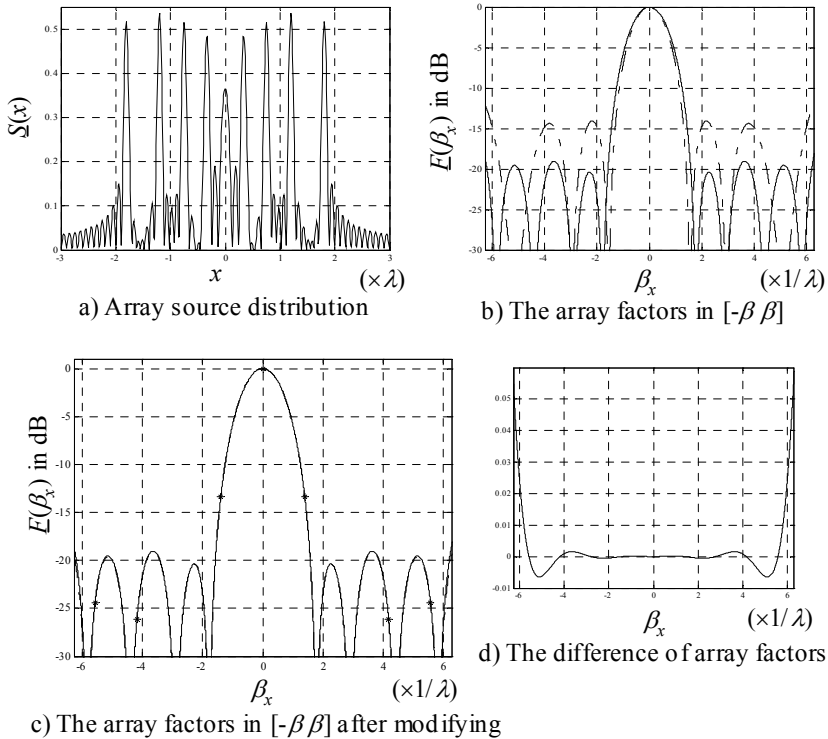 0.5
0.4
0.3
0.2
0.1
0
-3 -2 -1 0 1 2 3
S(x)
x (×λ)
a) Array source distribution
0
-5
-10
-15
-20
-25
-30
-6 -4 -2 0 2 4 6
F(βx) in dB
βx (×1/λ)
b) The array factors in [-β β]
0
-5
-10
-15
-20
-25
-30
-6 -4 -2 0 2 4 6
F(βx) in dB
βx (×1/λ)
c) The array factors in [-β β] after modifying
0.05
0.04
0.03
0.02
0.01
0
-0.01
-6 -4 -2 0 2 4 6
βx (×1/λ)
d) The difference of array factors